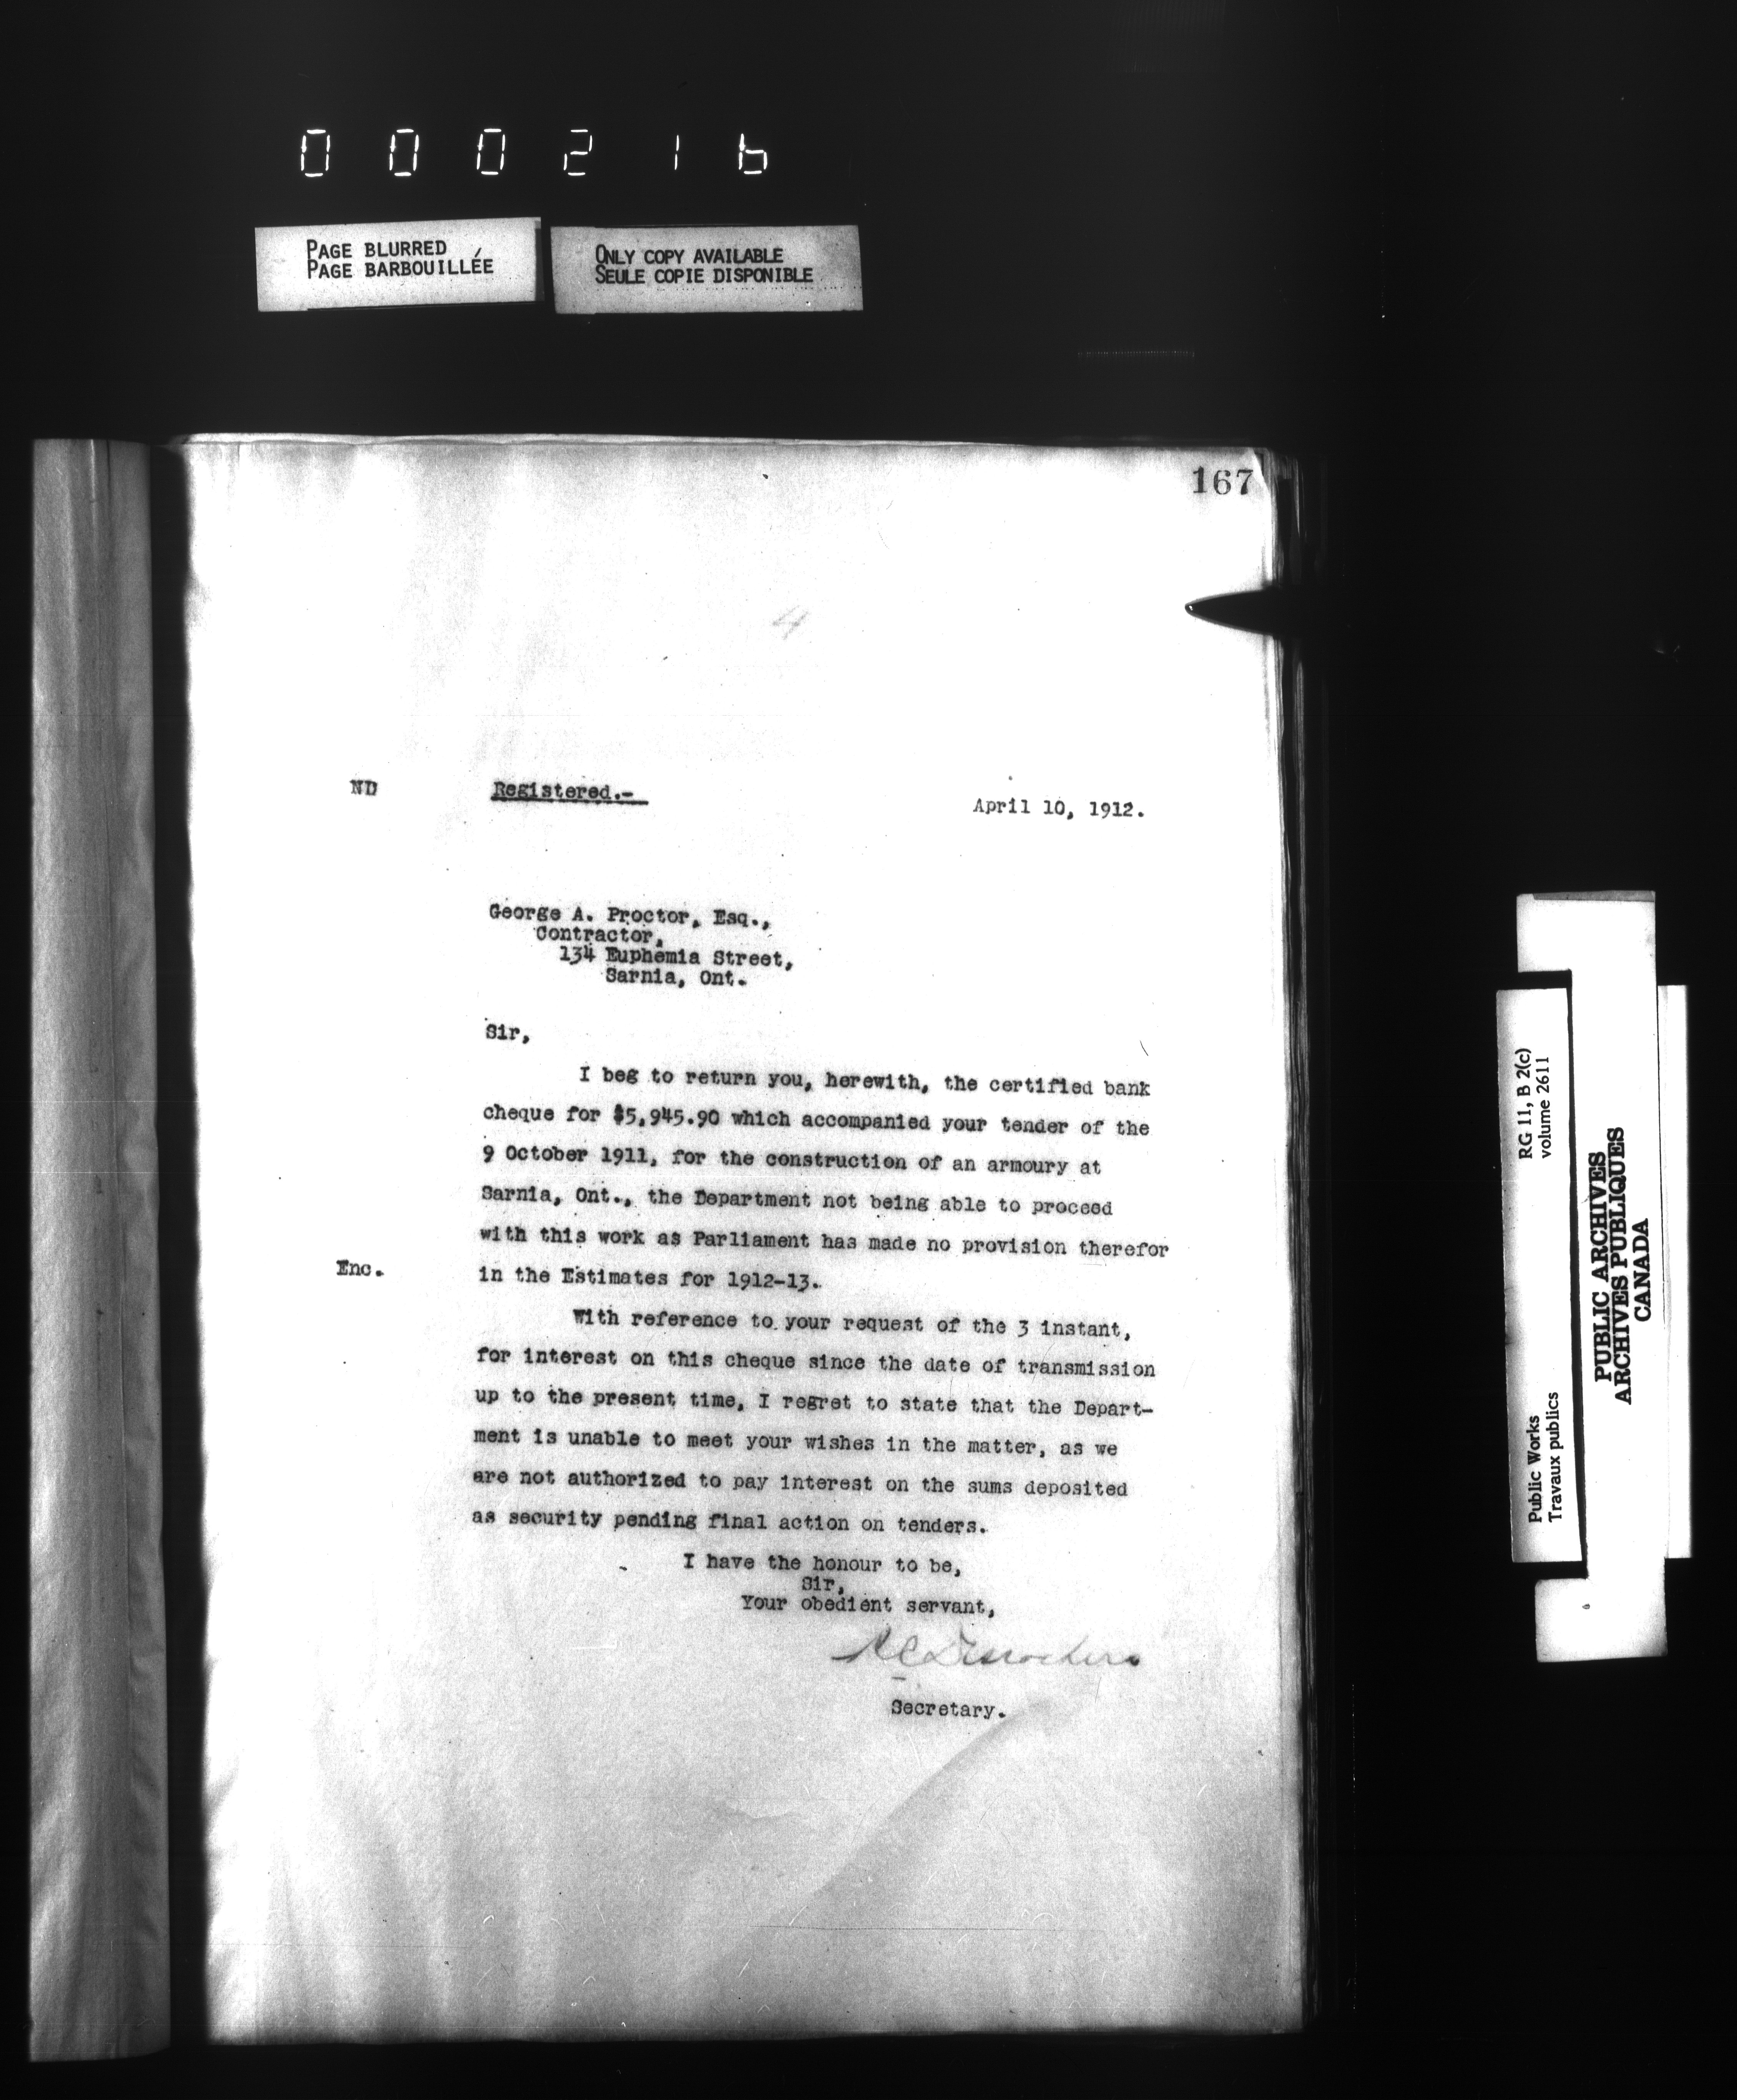 000216
PAGE BLURRED
PAGE BARBOUILLÉE
ONLY COPY AVAILABLE
SEULE COPIE DISPONIBLE
167
4
ND
Registered.-
April 10, 1912.
George A. Proctor, Esq.,
Contractor,
134 Euphemia Street,
Sarnia, Ont.
Sir,
I beg to return you, herewith, the certified bank
cheque for $5,945.90 which accompanied your tender of the
9 October 1911, for the construction of an armoury at
Sarnia, Ont., the Department not being able to proceed
with this work as Parliament has made no provision therefor
Enc.
in the Estimates for 1912-13.
With reference to your request of the 3 instant,
for interest on this cheque since the date of transmission
up to the present time, I regret to state that the Depart-
ment is unable to meet your wishes in the matter, as we
are not authorized to pay interest on the sums deposited
as security pending final action on tenders.
I have the honour to be,
Sir,
Your obedient servant,
R C Desrochers
Secretary.
RG 11, B 2(c)
volume 2611
Public Works
Travaux publics
PUBLIC ARCHIVES
ARCHIVES PUBLIQUES
CANADA